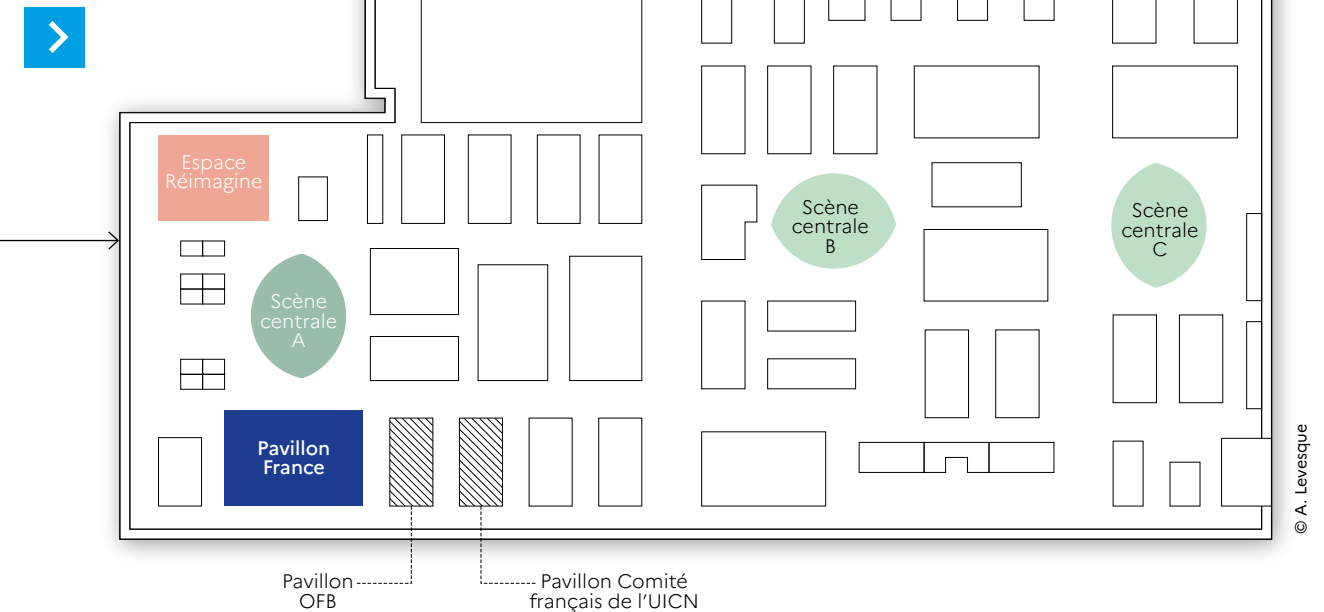 Espace
Réimagine
Scène
centrale
A
Scène
centrale
B
Scène
centrale
C
Pavillon
France
Pavillon
OFB
Pavillon Comité
français de l’UICN
© A. Levesque